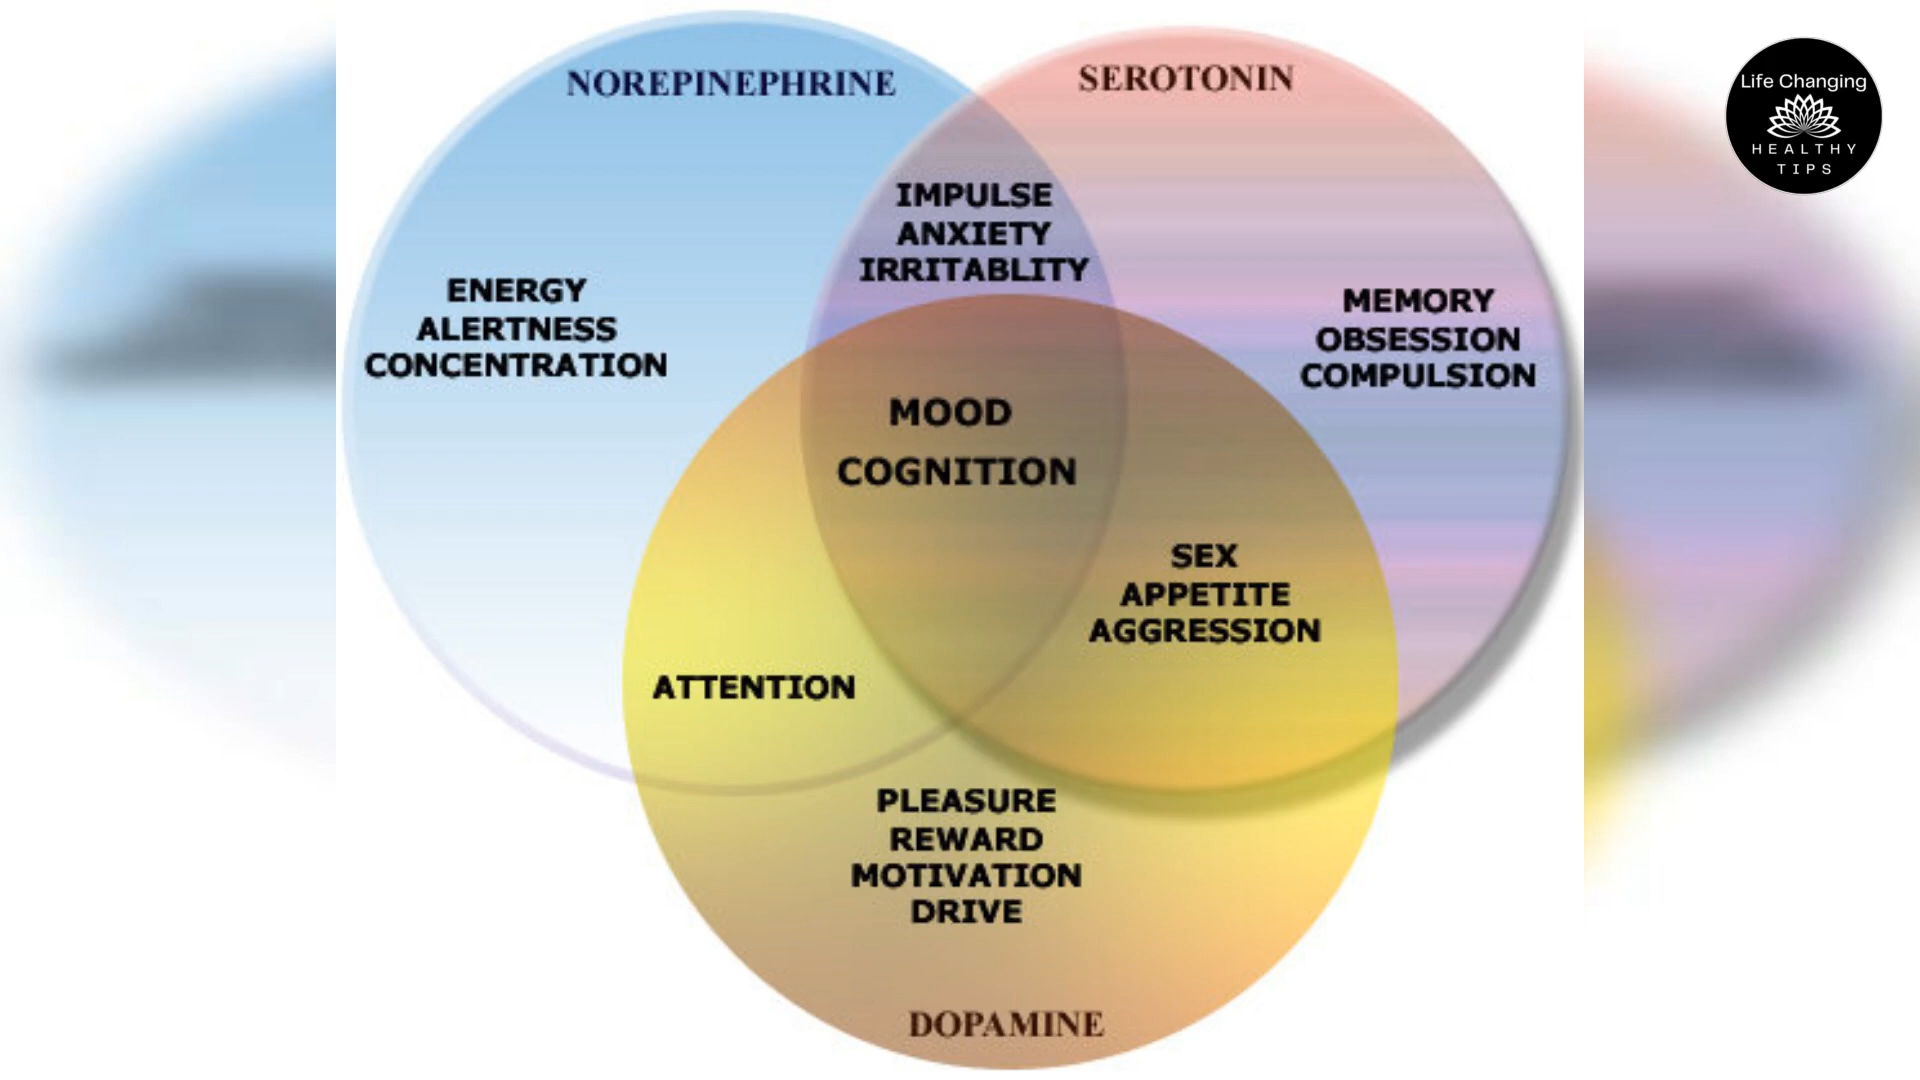 NOREPINEPHRINE
SEROTONIN
Life Changing
HEALTHY
TIPS
IMPULSE
ANXIETY
IRRITABLITY
ENERGY
ALERTNESS
CONCENTRATION
MEMORY
OBSESSION
COMPULSION
MOOD
COGNITION
SEX
APPETITE
AGGRESSION
ATTENTION
PLEASURE
REWARD
MOTIVATION
DRIVE
DOPAMINE